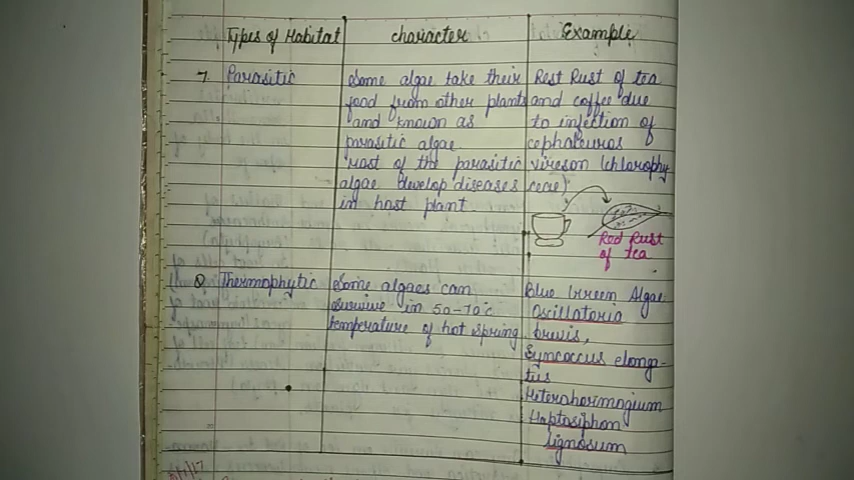 Types of Habitat character Example
7 Parasitic
Some algae take their
food from other plants
and known as
parasitic algae.
Most of the parasitic
algae develop diseases
in host plant.
Rest Rust of tea
and coffee due
to infection of
cephaleuros
vireson (chlorophy
ceae)
Red Rust
of tea
8 Thermophytic
Some algaes can
survive in 50-70°c
temperature of hot spring
Blue Green Algae
Oscillatoria
brevis,
Syncoccus elonga-
tus
Heterohormogium
Haptosiphon
lignosum